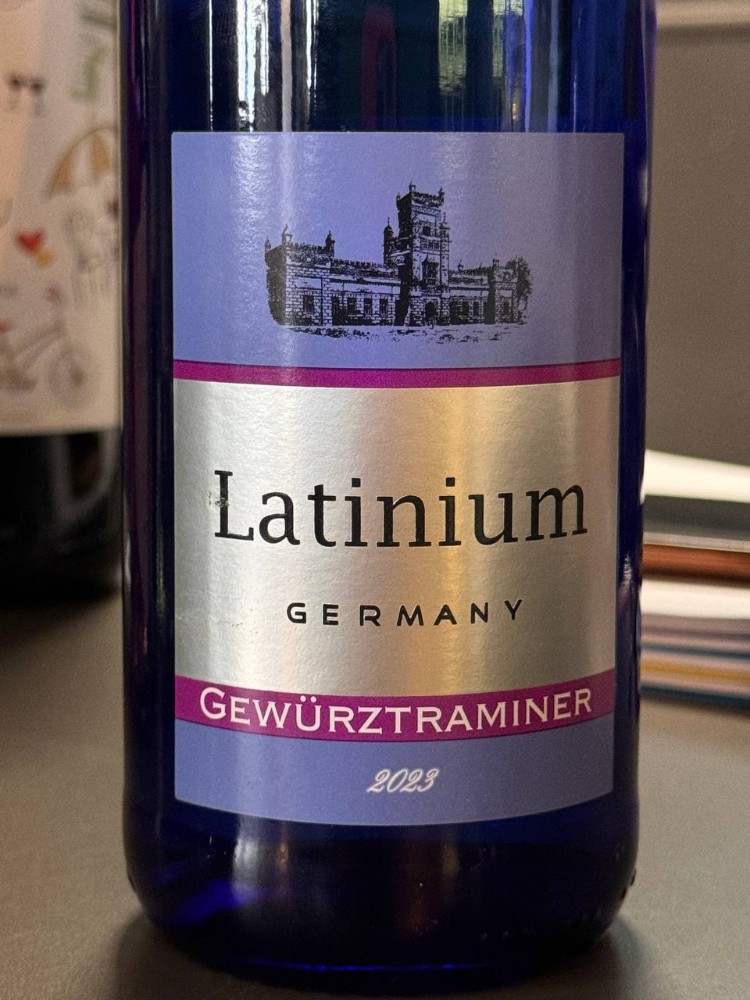 Latinium
GERMANY
GEWÜRZTRAMINER
2023